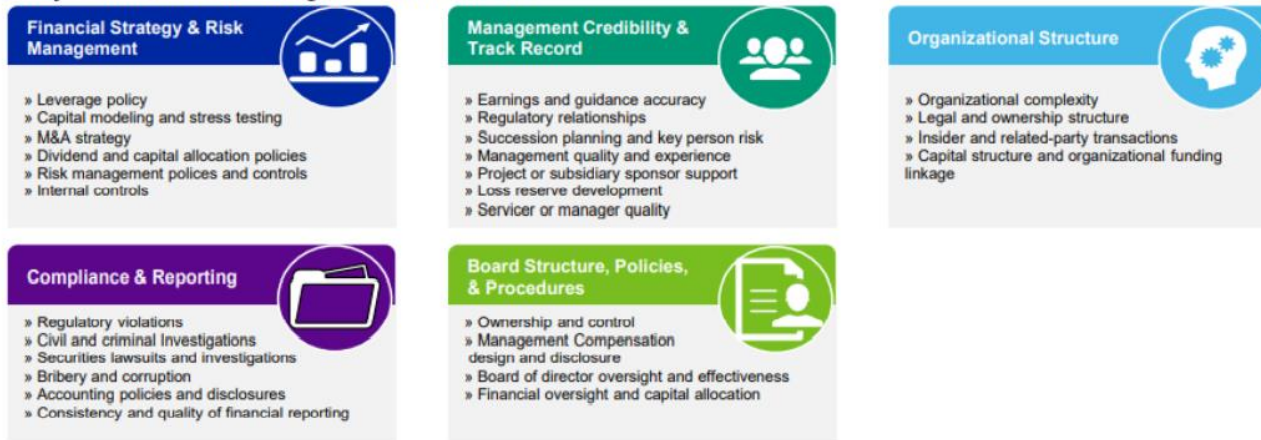 Financial Strategy & Risk
Management
» Leverage policy
» Capital modeling and stress testing
» M&A strategy
» Dividend and capital allocation policies
» Risk management polices and controls
» Internal controls
Management Credibility &
Track Record
» Earnings and guidance accuracy
» Regulatory relationships
» Succession planning and key person risk
» Management quality and experience
» Project or subsidiary sponsor support
» Loss reserve development
» Servicer or manager quality
Organizational Structure
» Organizational complexity
» Legal and ownership structure
» Insider and related-party transactions
» Capital structure and organizational funding
linkage
Compliance & Reporting
» Regulatory violations
» Civil and criminal Investigations
» Securities lawsuits and investigations
» Bribery and corruption
» Accounting policies and disclosures
» Consistency and quality of financial reporting
Board Structure, Policies,
& Procedures
» Ownership and control
» Management Compensation
design and disclosure
» Board of director oversight and effectiveness
» Financial oversight and capital allocation